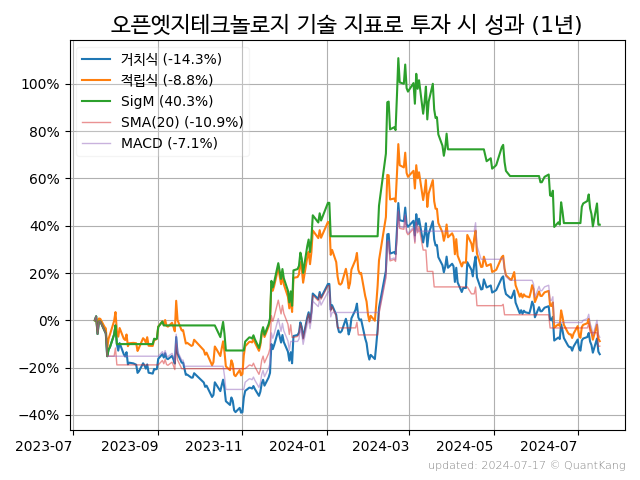 오픈엣지테크놀로지 기술 지표로 투자 시 성과 (1년)
거치식 (-14.3%)
적립식 (-8.8%)
SigM (40.3%)
SMA(20) (-10.9%)
MACD (-7.1%)
100%
80%
60%
40%
20%
0%
−20%
−40%
2023-07 2023-09 2023-11 2024-01 2024-03 2024-05 2024-07
updated: 2024-07-17 © QuantKang